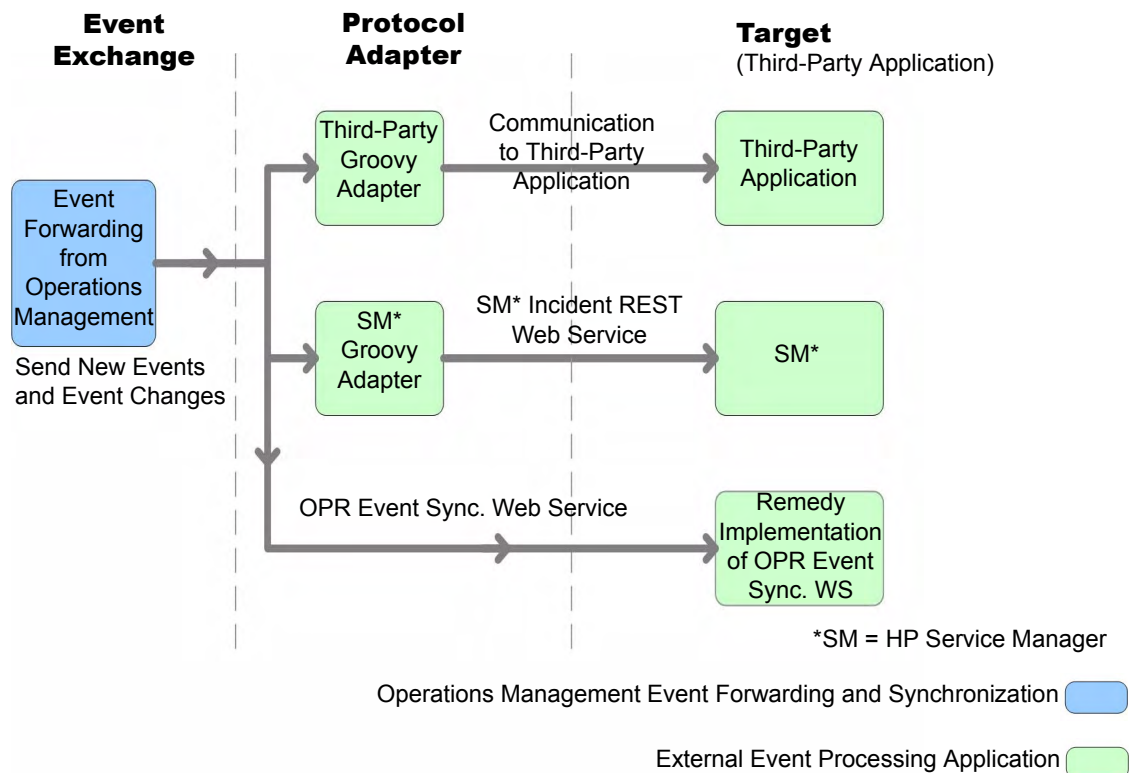 Event
Exchange
Protocol
Adapter
Target
(Third-Party Application)
Third-Party
Groovy
Adapter
Communication
to Third-Party
Application
Third-Party
Application
Event
Forwarding
from
Operations
Management
Send New Events
and Event Changes
SM*
Groovy
Adapter
SM* Incident REST
Web Service
SM*
OPR Event Sync. Web Service
Remedy
Implementation
of OPR Event
Sync. WS
*SM = HP Service Manager
Operations Management Event Forwarding and Synchronization
External Event Processing Application